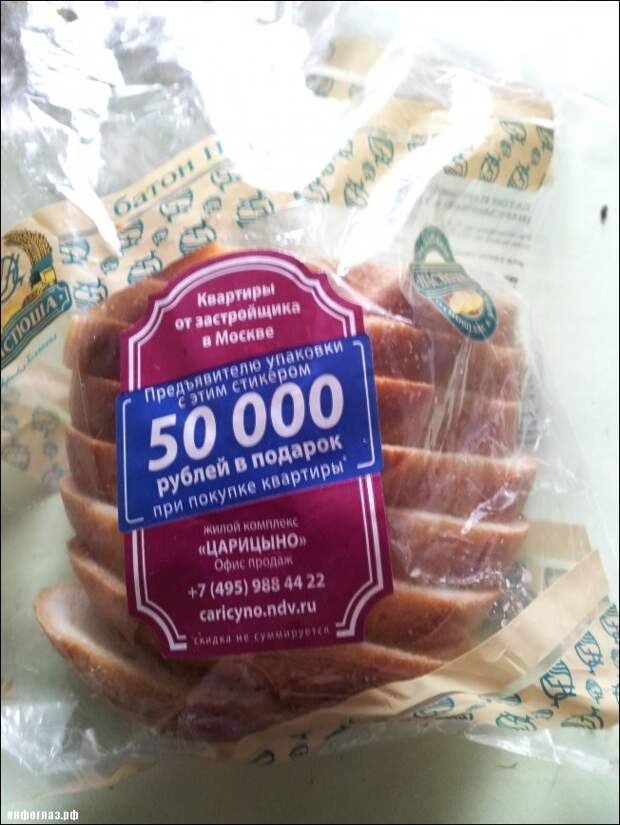 батон н
Квартиры
от застройщика
в Москве
Предъявителю упаковки
с этим стикером
50 000
рублей в подарок
при покупке квартиры*
жилой комплекс
«ЦАРИЦЫНО»
Офис продаж
+7 (495) 988 44 22
caricyno.ndv.ru
*скидка не суммируется
инфоглаз.рф